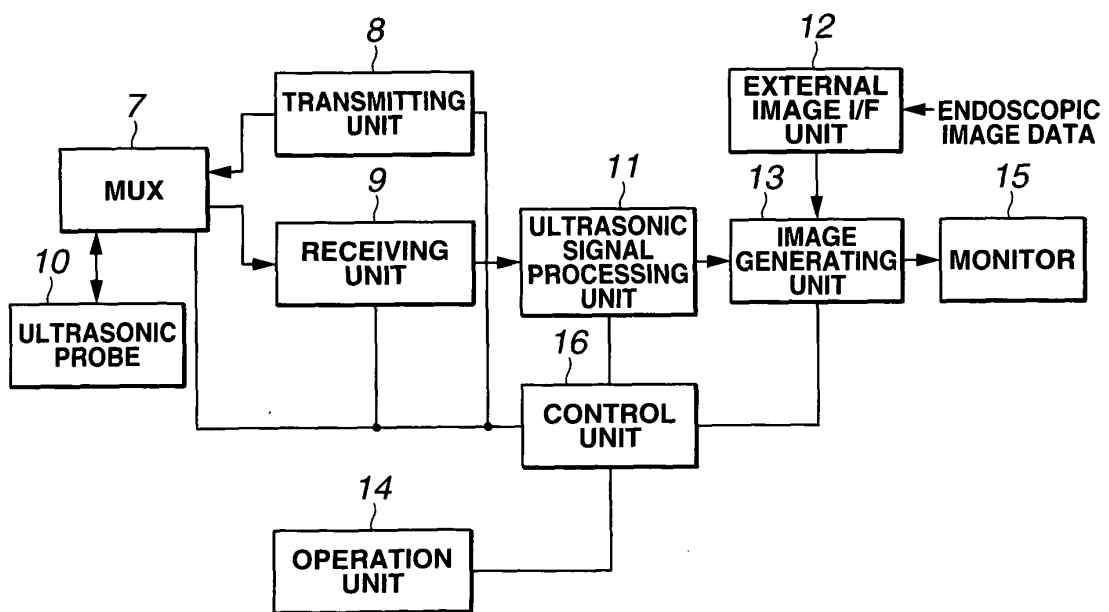 8
TRANSMITTING
UNIT
12
EXTERNAL
IMAGE I/F
UNIT
ENDOSCOPIC
IMAGE DATA
7
MUX
9
RECEIVING
UNIT
11
ULTRASONIC
SIGNAL
PROCESSING
UNIT
13
IMAGE
GENERATING
UNIT
15
MONITOR
10
ULTRASONIC
PROBE
16
CONTROL
UNIT
14
OPERATION
UNIT